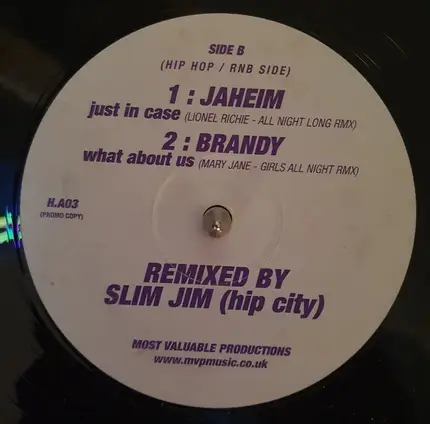 SIDE B
(HIP HOP / RNB SIDE)
1 : JAHEIM
just in case (LIONEL RICHIE - ALL NIGHT LONG RMX)
2 : BRANDY
what about us (MARY JANE - GIRLS ALL NIGHT RMX)
H.A03
(PROMO COPY)
REMIXED BY
SLIM JIM (hip city)
MOST VALUABLE PRODUCTIONS
www.mvpmusic.co.uk